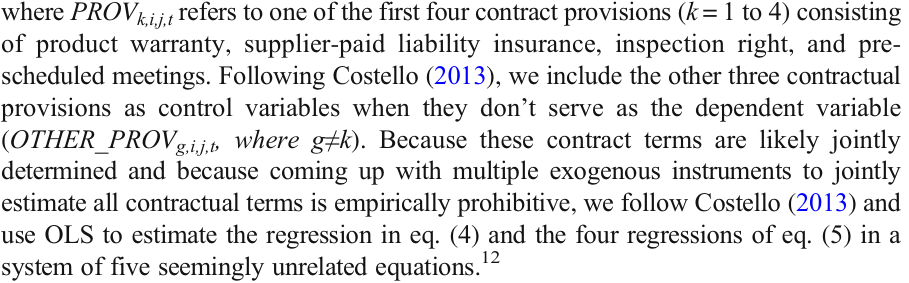 where PROVk,i,j,t refers to one of the first four contract provisions (k = 1 to 4) consisting
of product warranty, supplier-paid liability insurance, inspection right, and pre-
scheduled meetings. Following Costello (2013), we include the other three contractual
provisions as control variables when they don’t serve as the dependent variable
(OTHER_PROVg,i,j,t, where g≠k). Because these contract terms are likely jointly
determined and because coming up with multiple exogenous instruments to jointly
estimate all contractual terms is empirically prohibitive, we follow Costello (2013) and
use OLS to estimate the regression in eq. (4) and the four regressions of eq. (5) in a
system of five seemingly unrelated equations.12